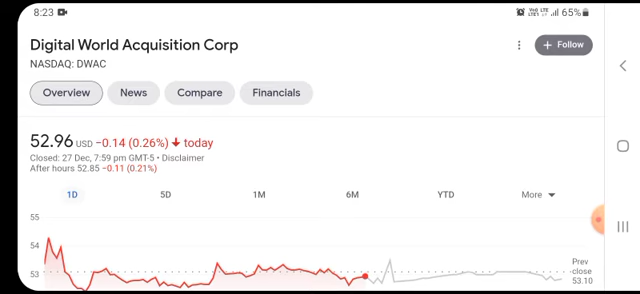 8:23 65%
Digital World Acquisition Corp
+ Follow
NASDAQ: DWAC
Overview News Compare Financials
52.96 USD −0.14 (0.26%) today
Closed: 27 Dec, 7:59 pm GMT-5 • Disclaimer
After hours 52.85 −0.11 (0.21%)
1D 5D 1M 6M YTD More
55
54
53
Prev
close
53.10